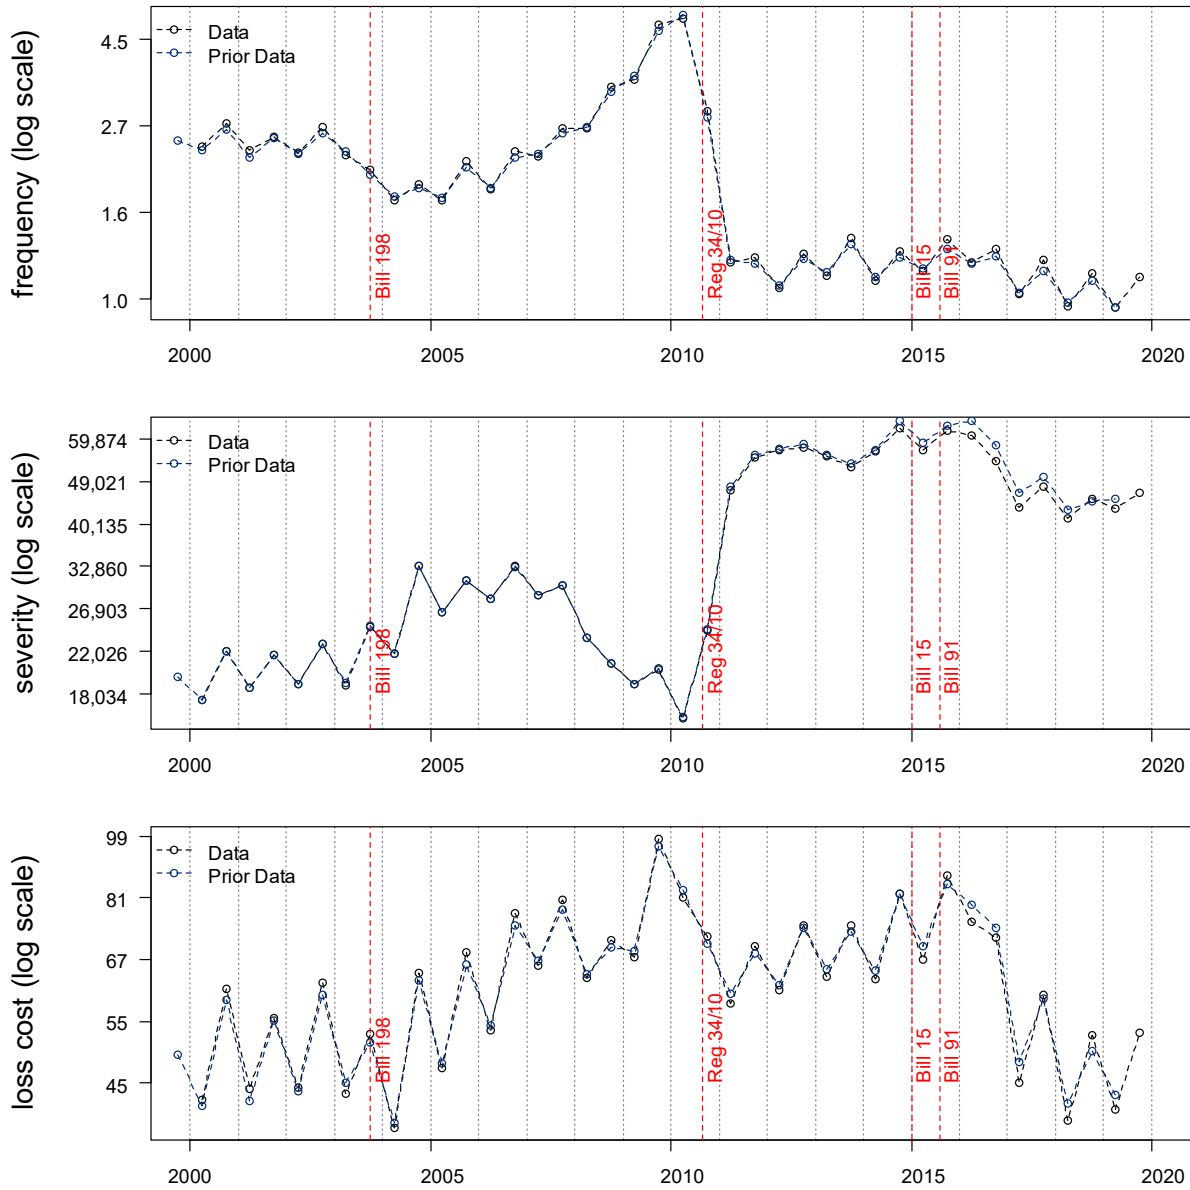 frequency (log scale)
4.5
2.7
1.6
1.0
Data
Prior Data
Bill 198
Reg 34/10
Bill 15
Bill 91
2000
2005
2010
2015
2020
severity (log scale)
59,874
49,021
40,135
32,860
26,903
22,026
18,034
Data
Prior Data
Bill 198
Reg 34/10
Bill 15
Bill 91
2000
2005
2010
2015
2020
loss cost (log scale)
99
81
67
55
45
Data
Prior Data
Bill 198
Reg 34/10
Bill 15
Bill 91
2000
2005
2010
2015
2020